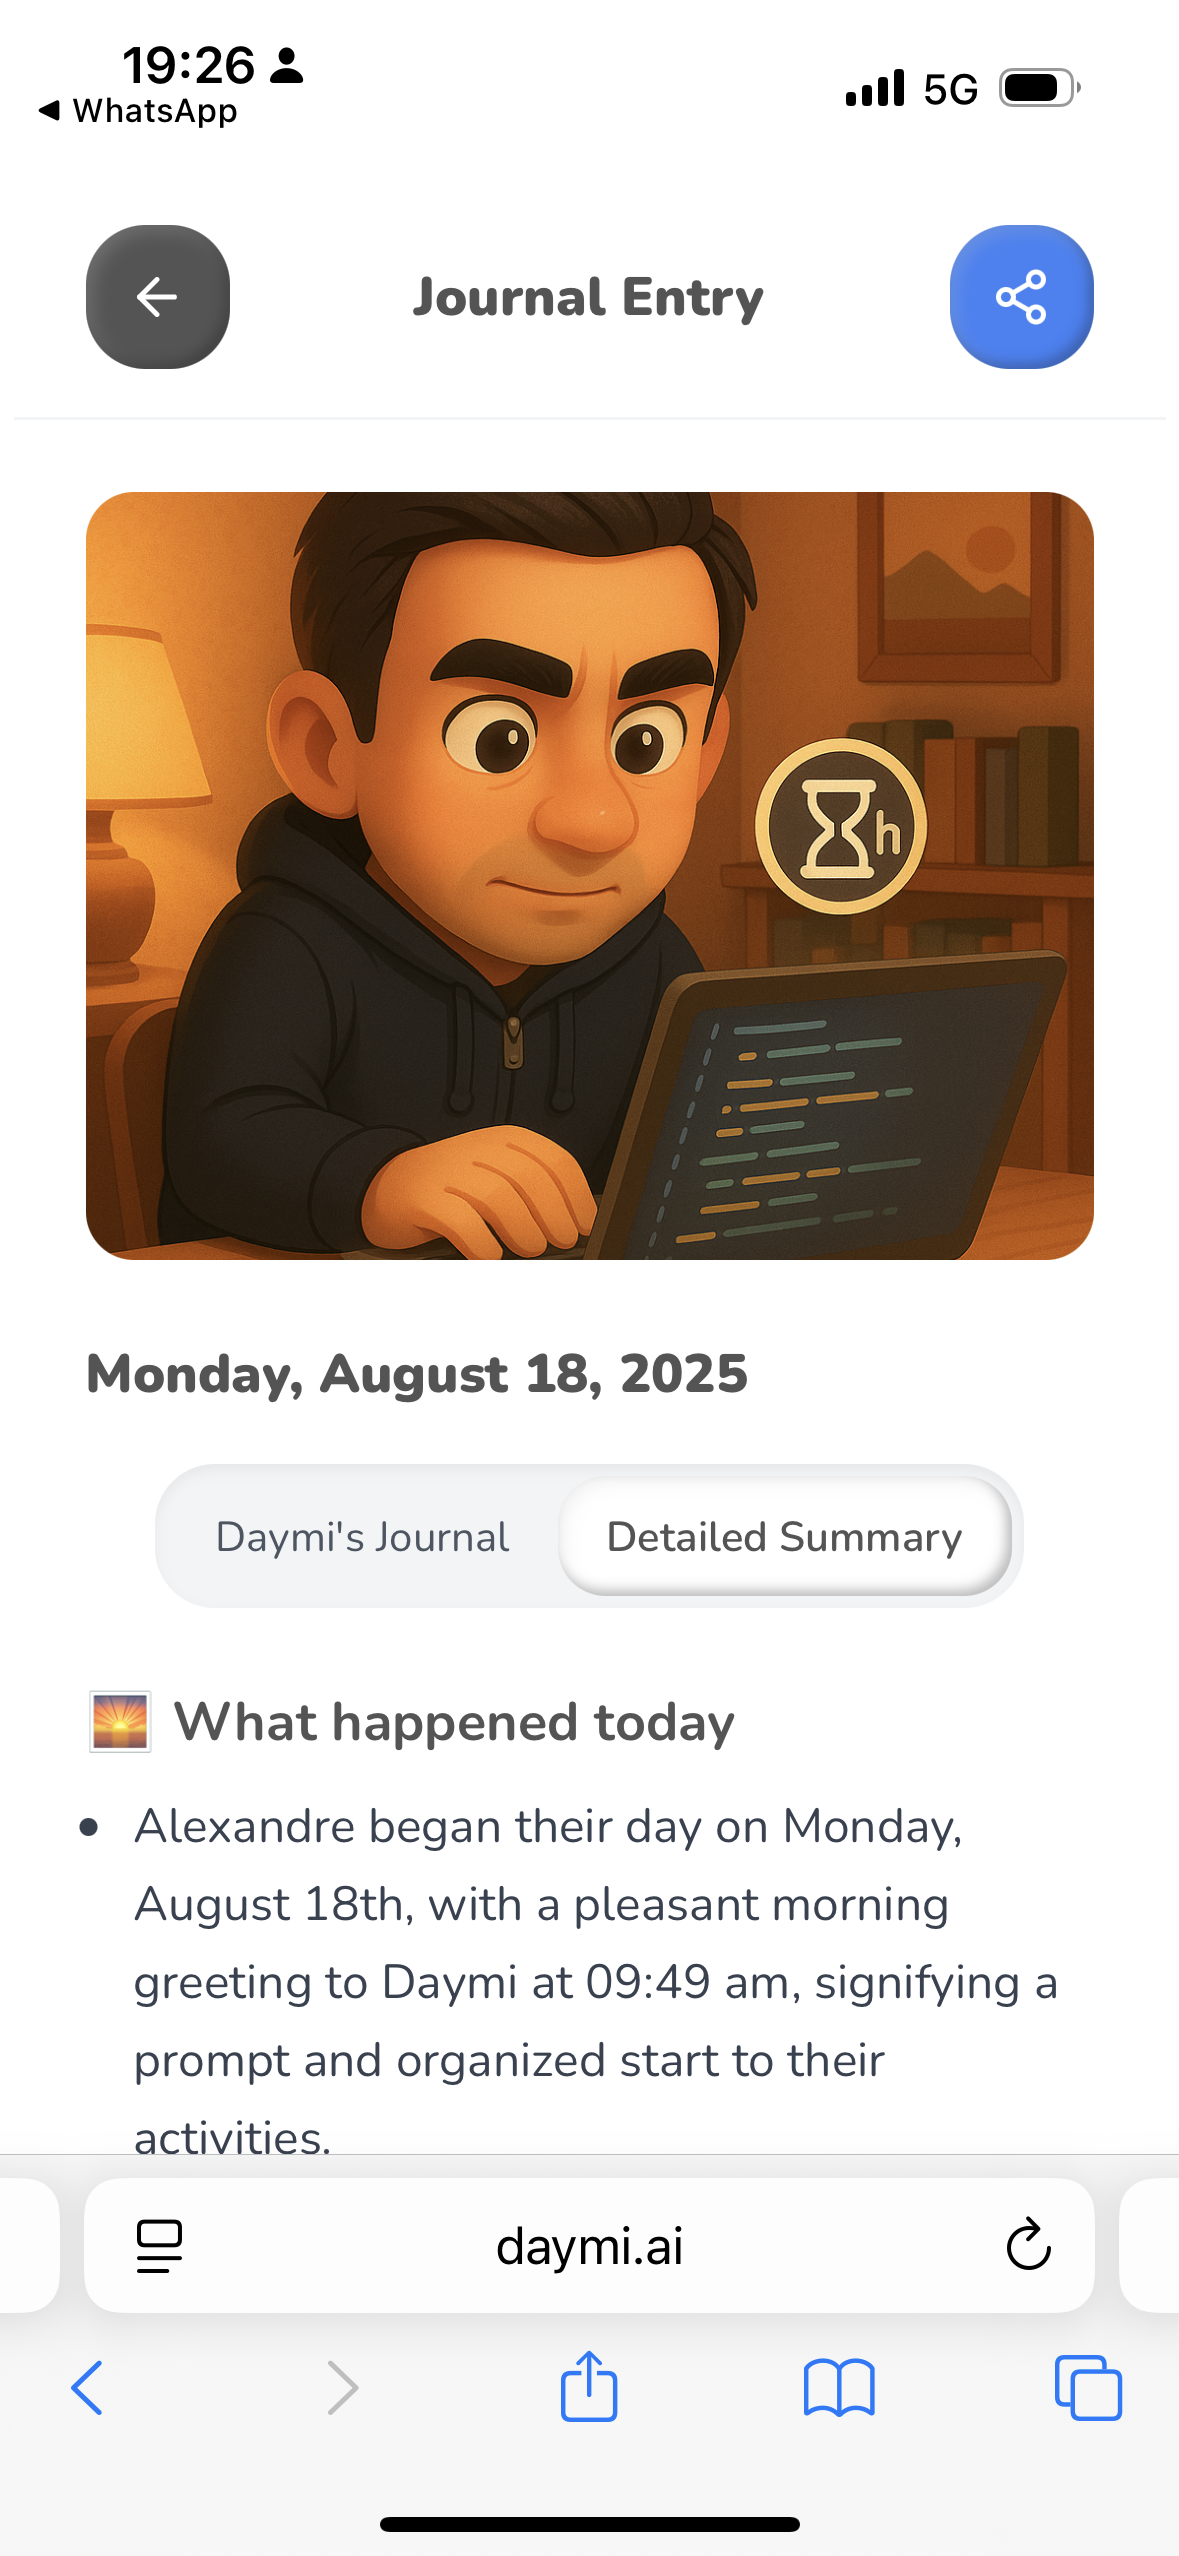 19:26
WhatsApp
5G
Journal Entry
h
Monday, August 18, 2025
Daymi's Journal
Detailed Summary
What happened today
• Alexandre began their day on Monday,
August 18th, with a pleasant morning
greeting to Daymi at 09:49 am, signifying a
prompt and organized start to their
activities.
daymi.ai